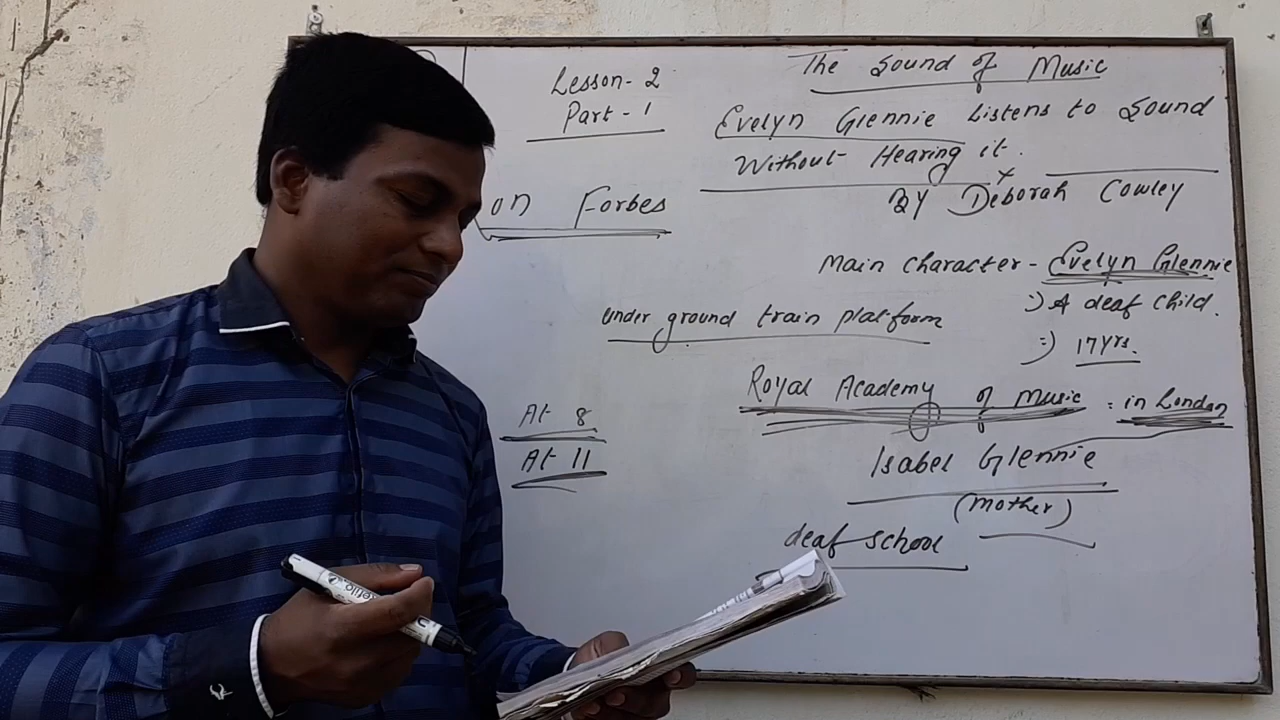 Lesson-2
Part-1
on Forbes
At 8
At 11
The Sound of Music
Evelyn Glennie Listens to Sound
Without Hearing it.
BY Deborah Cowley
Main character - Evelyn Glennie
:) A deaf child.
:) 17 yrs.
under ground train platform
Royal Academy of Music : in London
Isabel Glennie
(Mother)
deaf school